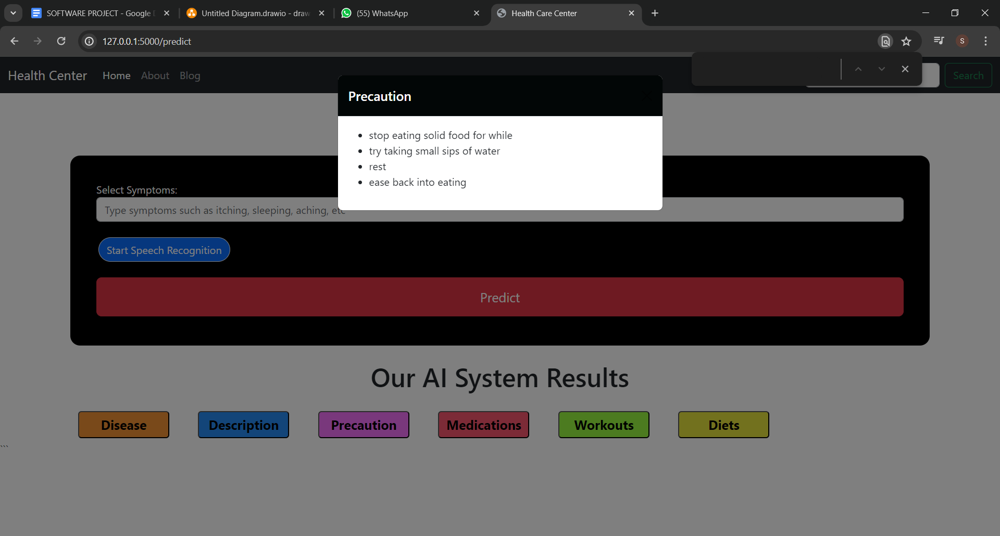 SOFTWARE PROJECT - Google
Untitled Diagram.drawio - draw
(55) WhatsApp
Health Care Center
127.0.0.1:5000/predict
S
Health Center
Home
About
Blog
Search
Precaution
stop eating solid food for while
try taking small sips of water
rest
ease back into eating
Select Symptoms:
Type symptoms such as itching, sleeping, aching, etc
Start Speech Recognition
Predict
Our AI System Results
Disease
Description
Precaution
Medications
Workouts
Diets
```